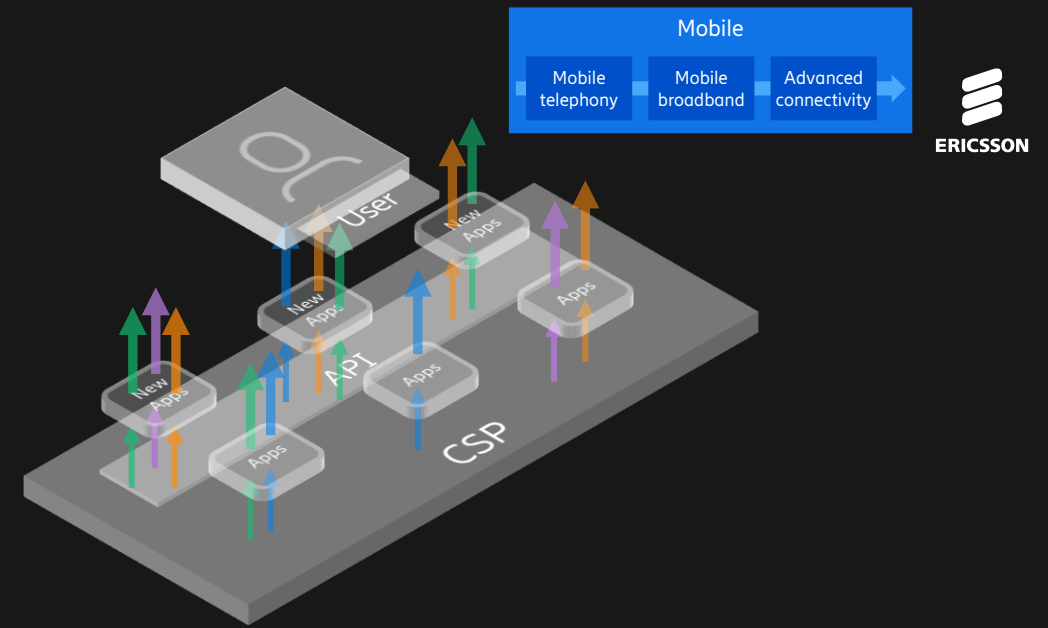 Mobile
Mobile
telephony
Mobile
broadband
Advanced
connectivity
ERICSSON
User
New
Apps
Apps
New
Apps
API
Apps
New
Apps
Apps
CSP